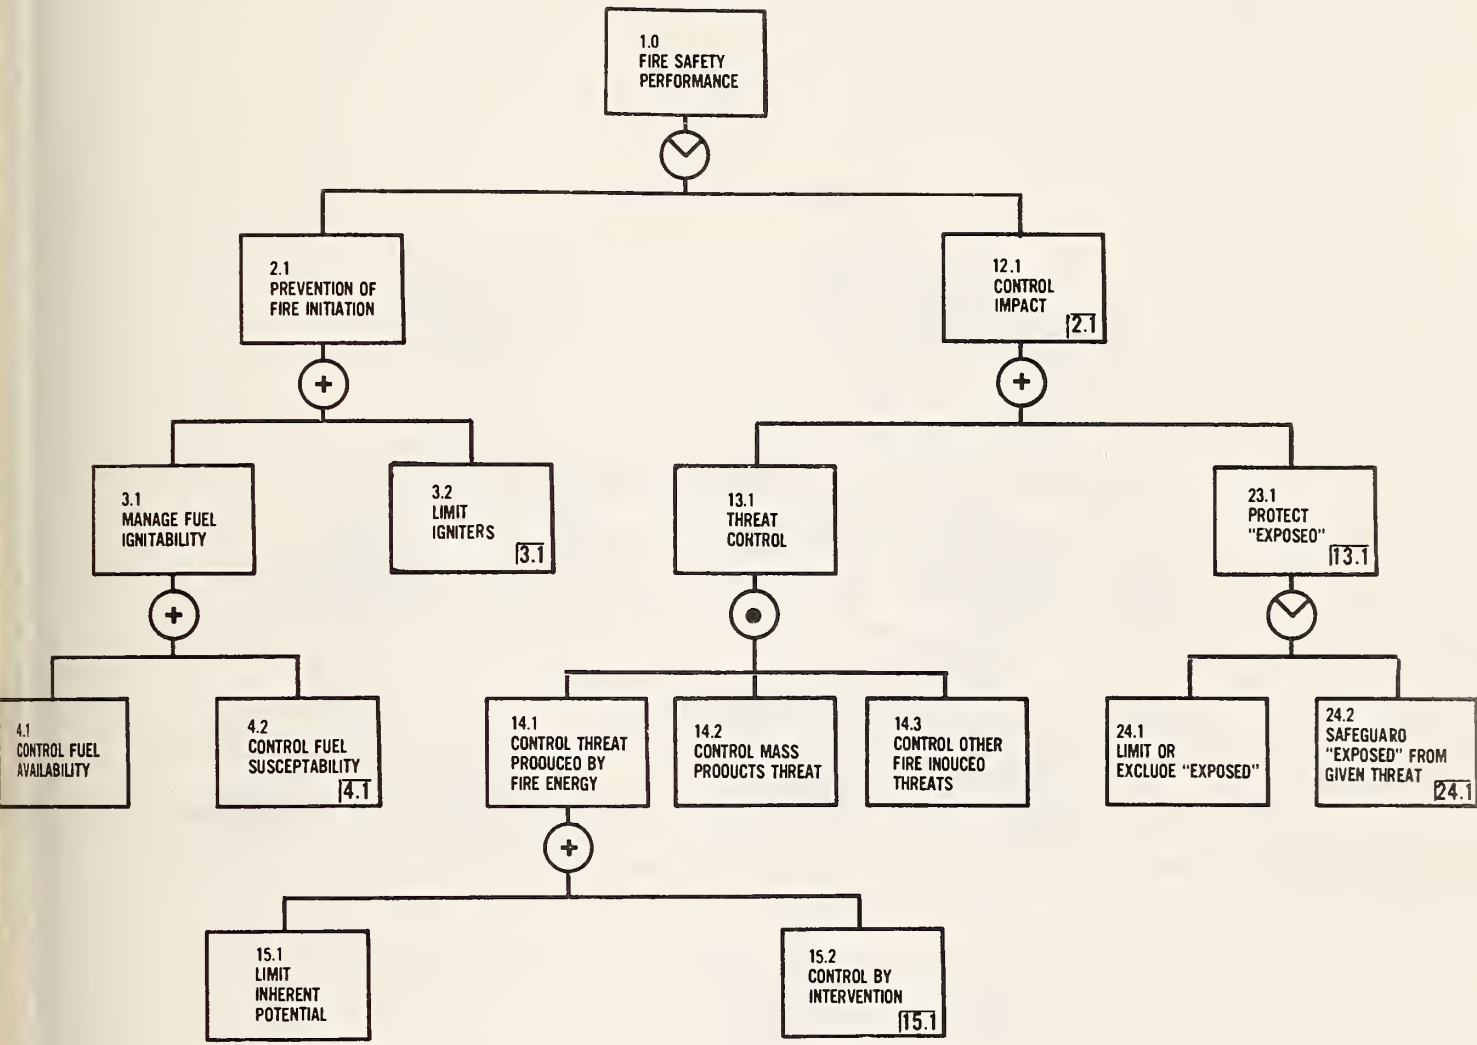 1.0
FIRE SAFETY
PERFORMANCE
2.1
PREVENTION OF
FIRE INITIATION
12.1
CONTROL
IMPACT
2.1
3.1
MANAGE FUEL
IGNITABILITY
3.2
LIMIT
IGNITERS
3.1
13.1
THREAT
CONTROL
23.1
PROTECT
"EXPOSEO"
13.1
4.1
CONTROL FUEL
AVAILABILITY
4.2
CONTROL FUEL
SUSCEPTABILITY
4.1
14.1
CONTROL THREAT
PROOUCED BY
FIRE ENERGY
14.2
CONTROL MASS
PROOUCTS THREAT
14.3
CONTROL OTHER
FIRE INOUCED
THREATS
24.1
LIMIT OR
EXCLUOE "EXPOSED"
24.2
SAFEGUARO
"EXPOSED" FROM
GIVEN THREAT
24.1
15.1
LIMIT
INHERENT
POTENTIAL
15.2
CONTROL BY
INTERVENTION
15.1